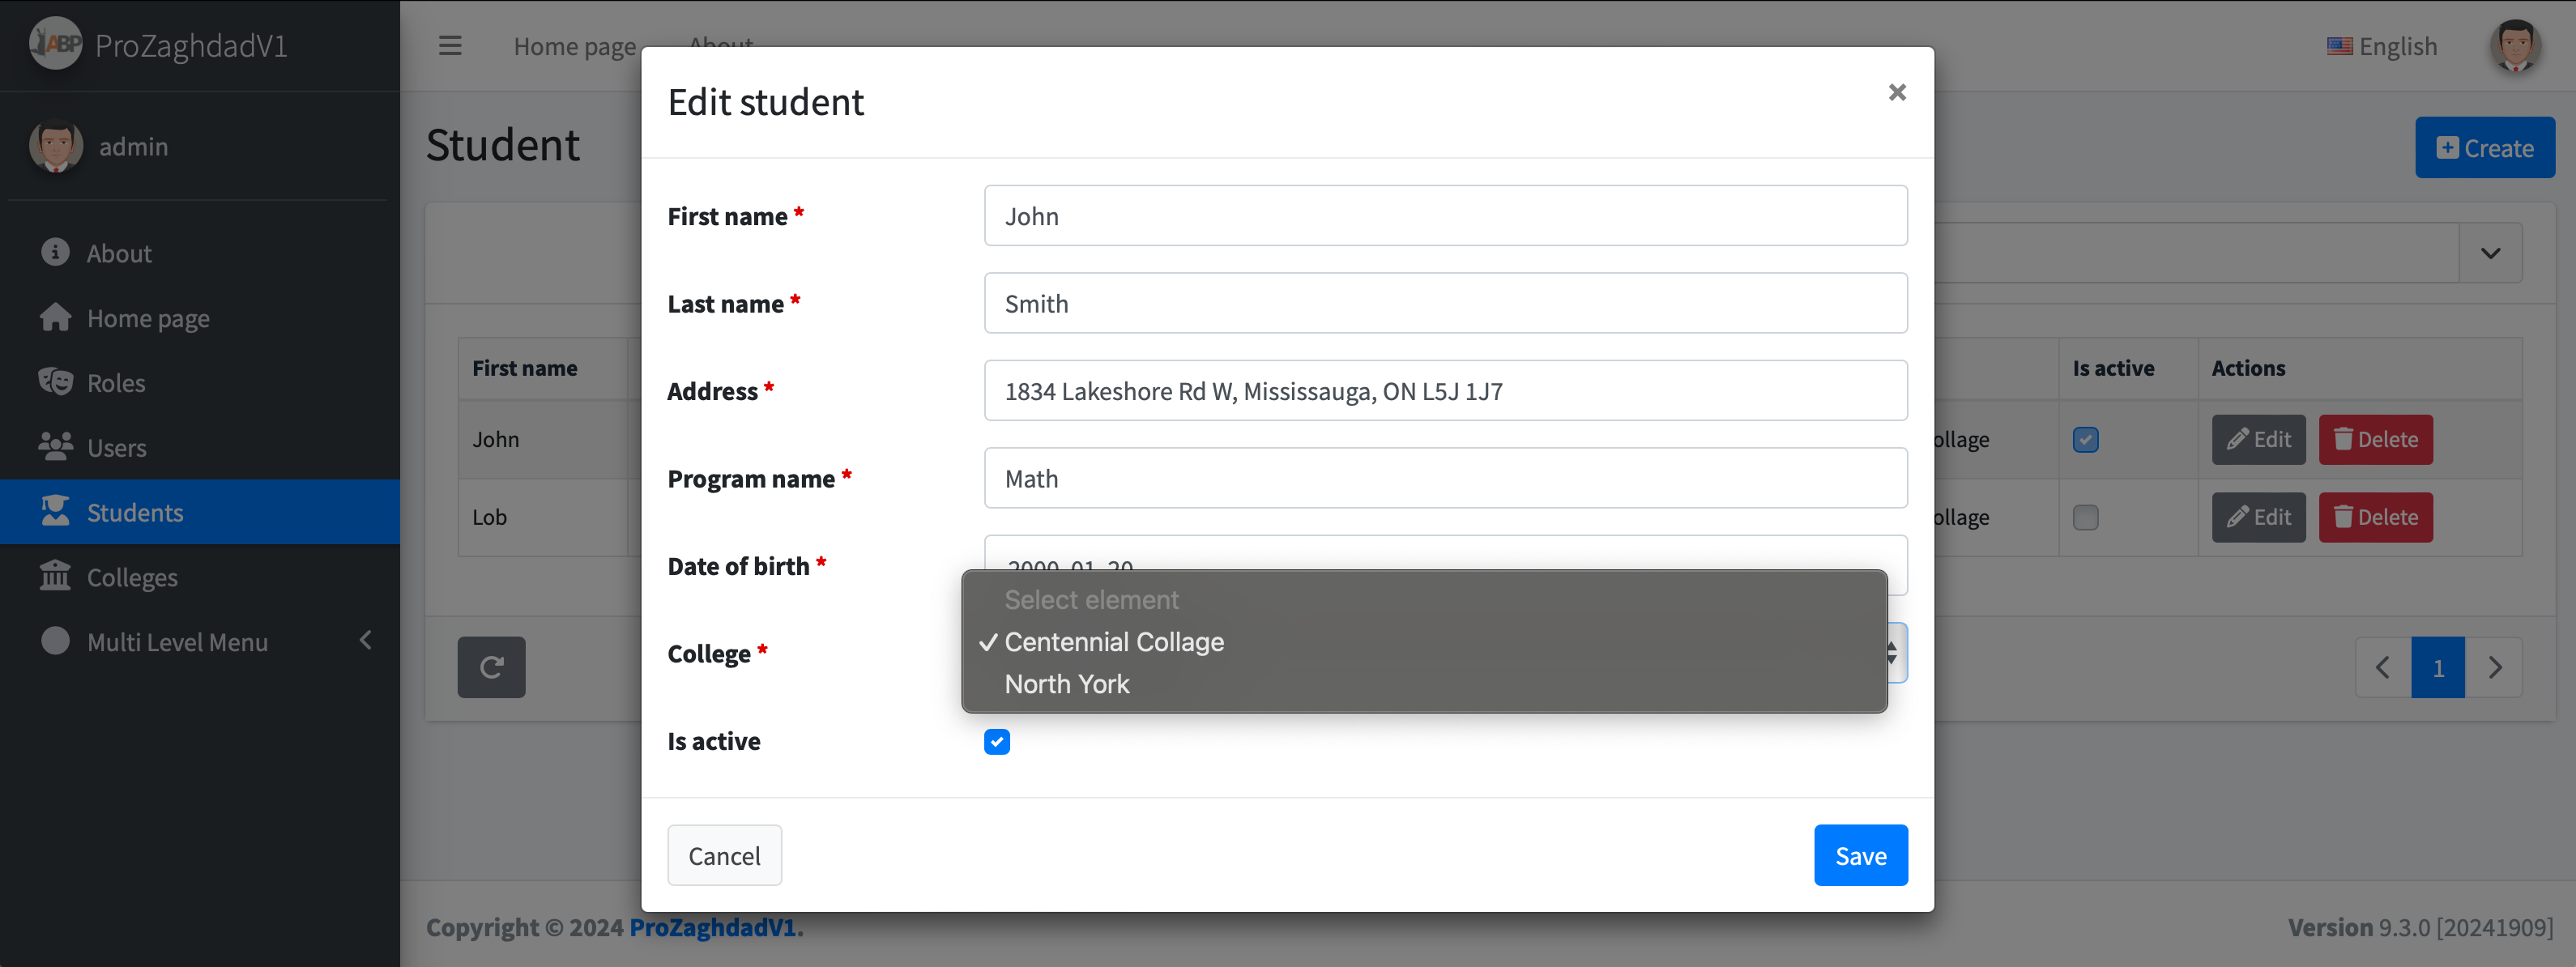 ABP ProZaghdadV1
Home page About
English
admin
Student
Create
About
Home page
Roles
Users
Students
Colleges
Multi Level Menu
First name
John
Lob
Is active Actions
ollage Edit Delete
ollage Edit Delete
1
Edit student
×
First name * John
Last name * Smith
Address * 1834 Lakeshore Rd W, Mississauga, ON L5J 1J7
Program name * Math
Date of birth * 2000-01-20
College *
Select element
✓ Centennial Collage
North York
Is active
Cancel Save
Copyright © 2024 ProZaghdadV1.
Version 9.3.0 [20241909]